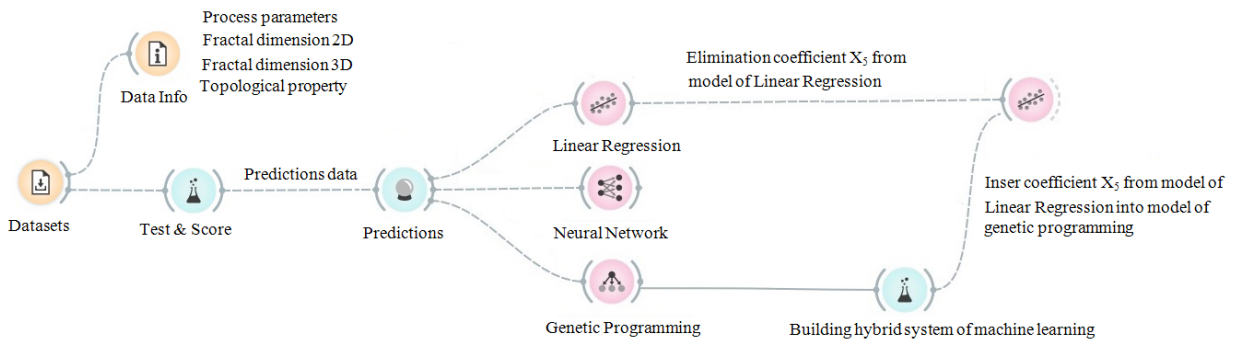 Process parameters
Fractal dimension 2D
Fractal dimension 3D
Topological property
Data Info
Elimination coefficient X₅ from
model of Linear Regression
Linear Regression
Predictions data
Datasets
Test & Score
Predictions
Neural Network
Inser coefficient X₅ from model of
Linear Regression into model of
genetic programming
Genetic Programming
Building hybrid system of machine learning